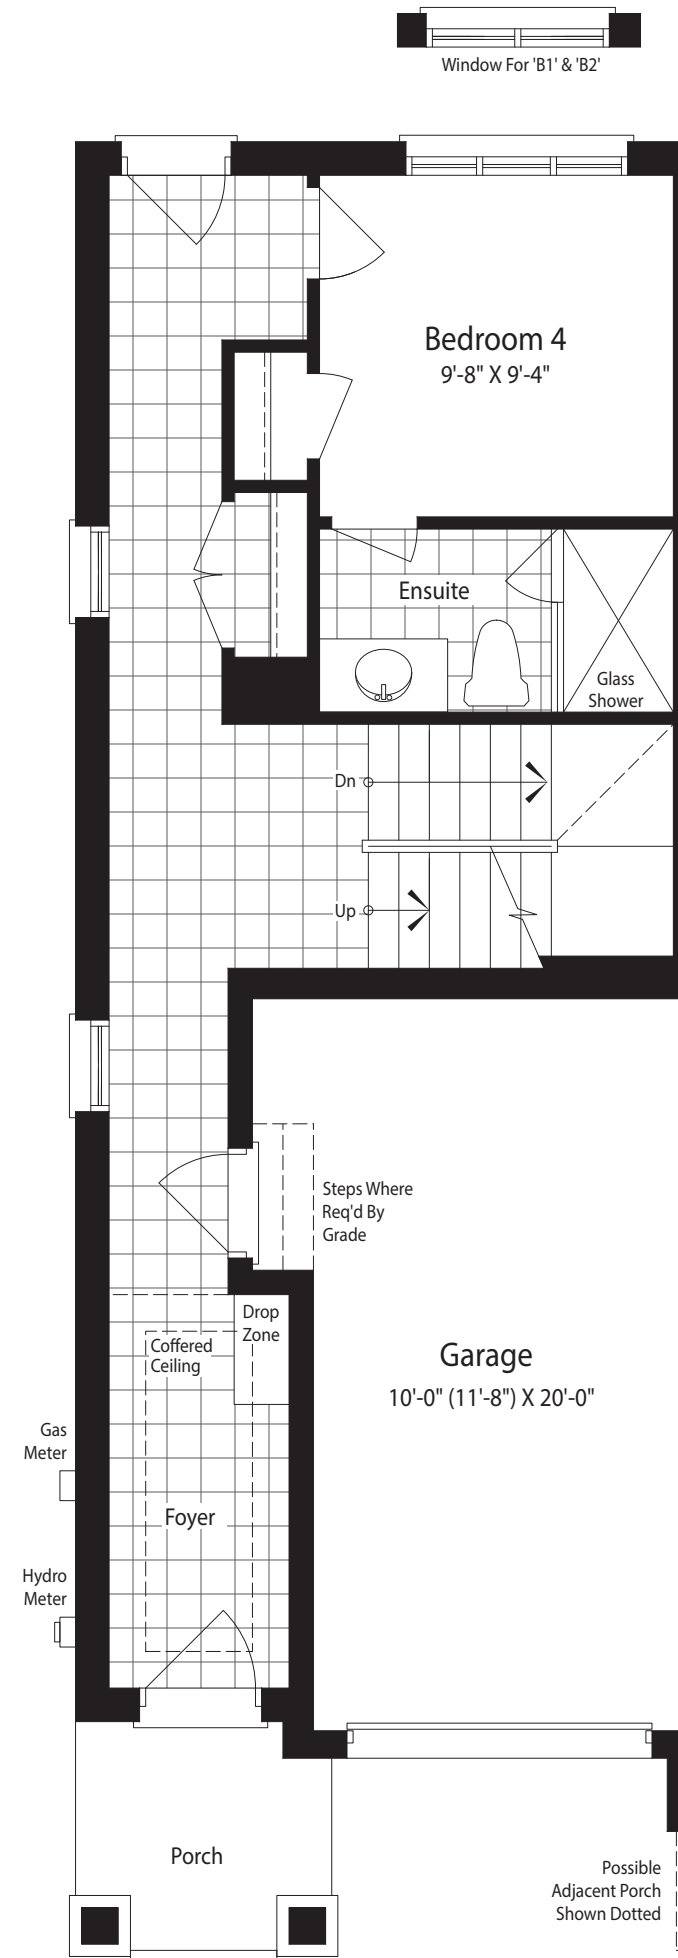 Window For 'B1' & 'B2'
Bedroom 4
9'-8" X 9'-4"
Ensuite
Glass
Shower
Dn
Up
Steps Where
Req'd By
Grade
Drop
Zone
Coffered
Ceiling
Garage
10'-0" (11'-8") X 20'-0"
Gas
Meter
Foyer
Hydro
Meter
Porch
Possible
Adjacent Porch
Shown Dotted